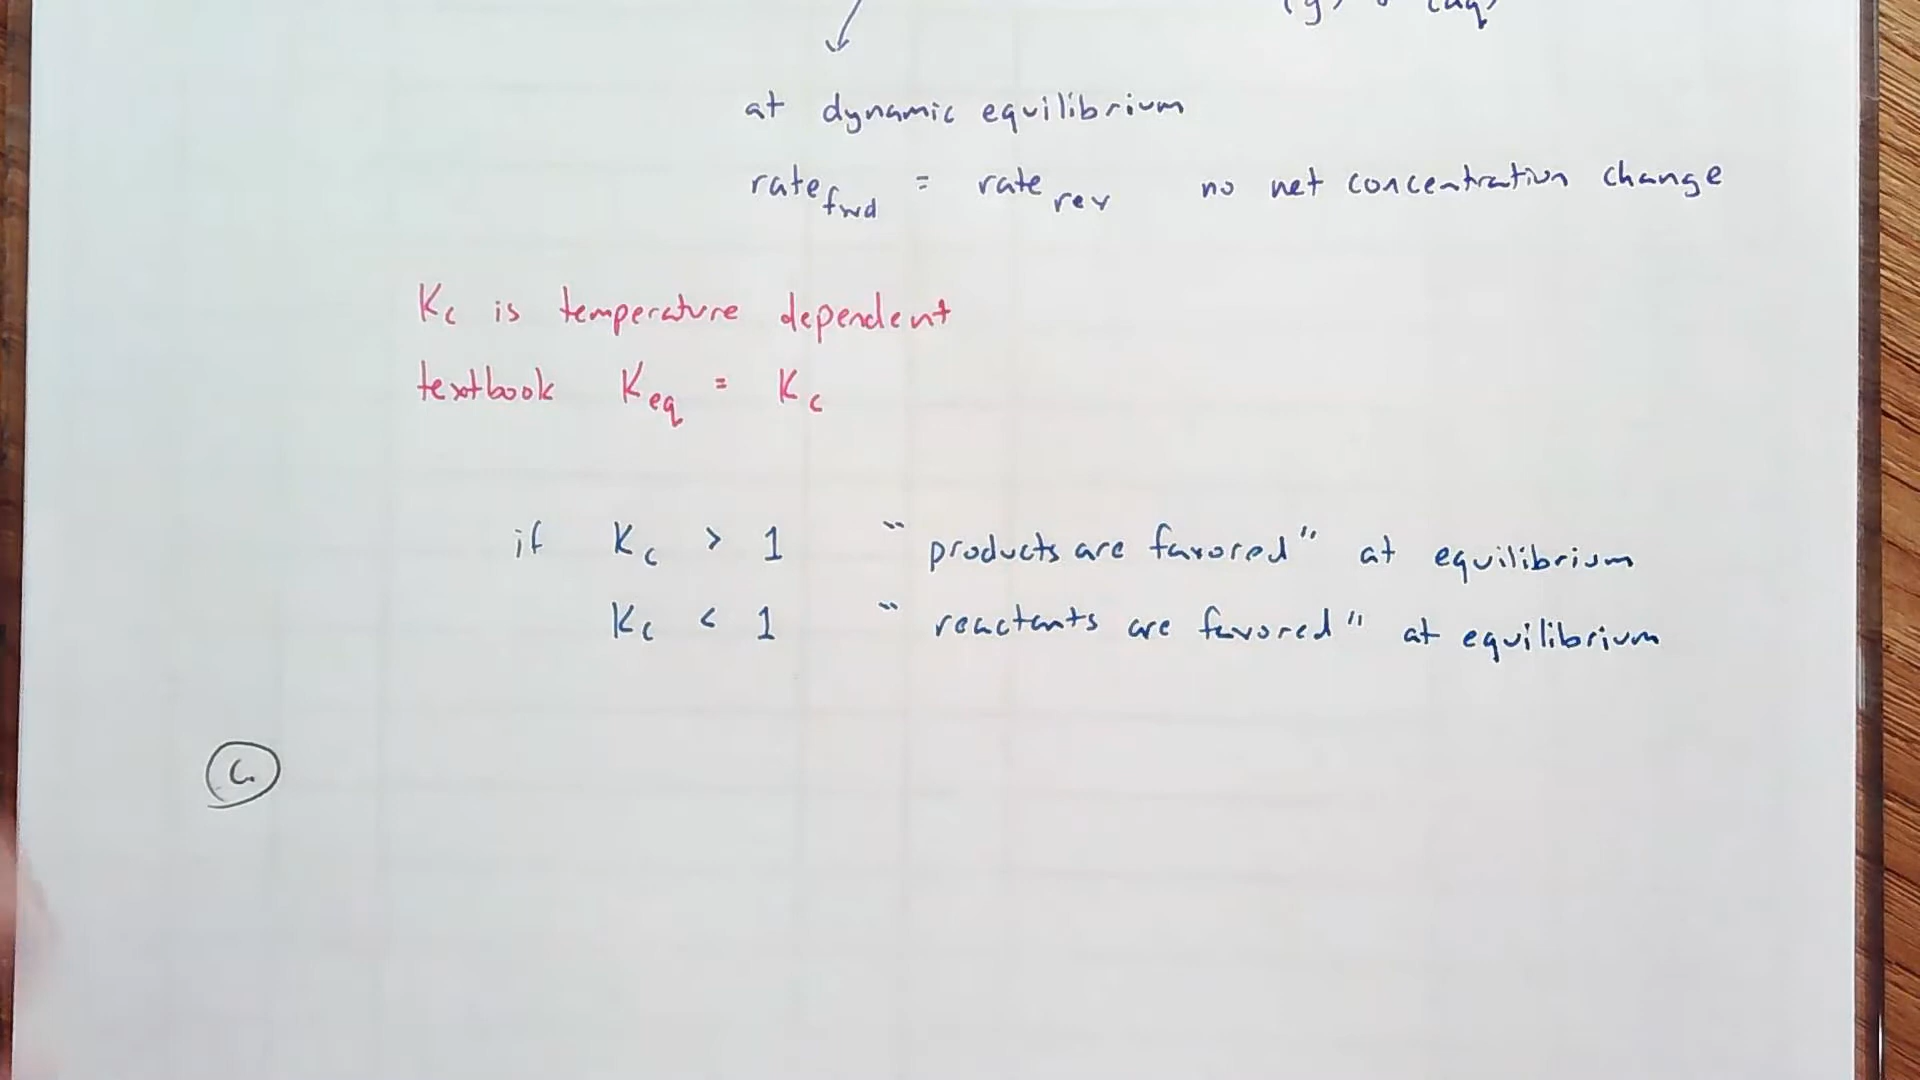 at dynamic equilibrium
rate fwd = rate rev no net concentration change
Kc is temperature dependent
textbook Keq = Kc
if Kc > 1 "products are favored" at equilibrium
Kc < 1 "reactants are favored" at equilibrium